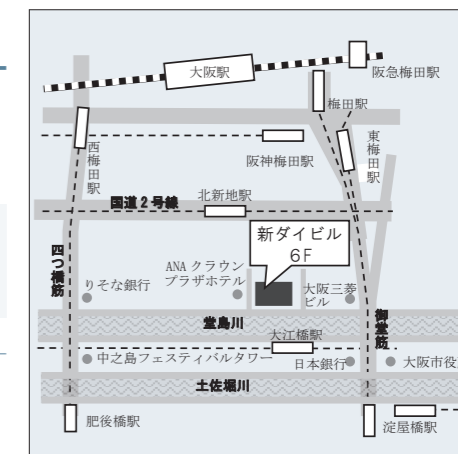 大阪駅
阪急梅田駅
梅田駅
西梅田駅
阪神梅田駅
東梅田駅
国道2号線
北新地駅
新ダイビル
6F
四つ橋筋
りそな銀行
ANA クラウン
プラザホテル
大阪三菱
ビル
堂島川
御堂筋
大江橋駅
中之島フェスティバルタワー
日本銀行
大阪市役
土佐堀川
肥後橋駅
淀屋橋駅